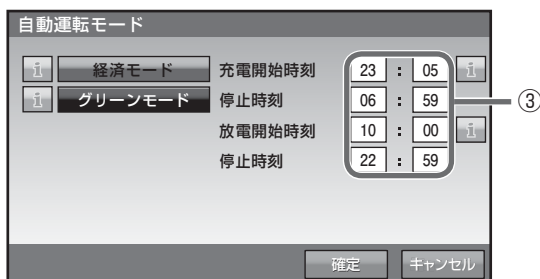 自動運転モード
i 経済モード 充電開始時刻 23 : 05 i
i グリーンモード 停止時刻 06 : 59
放電開始時刻 10 : 00 i
停止時刻 22 : 59
③
確定 キャンセル